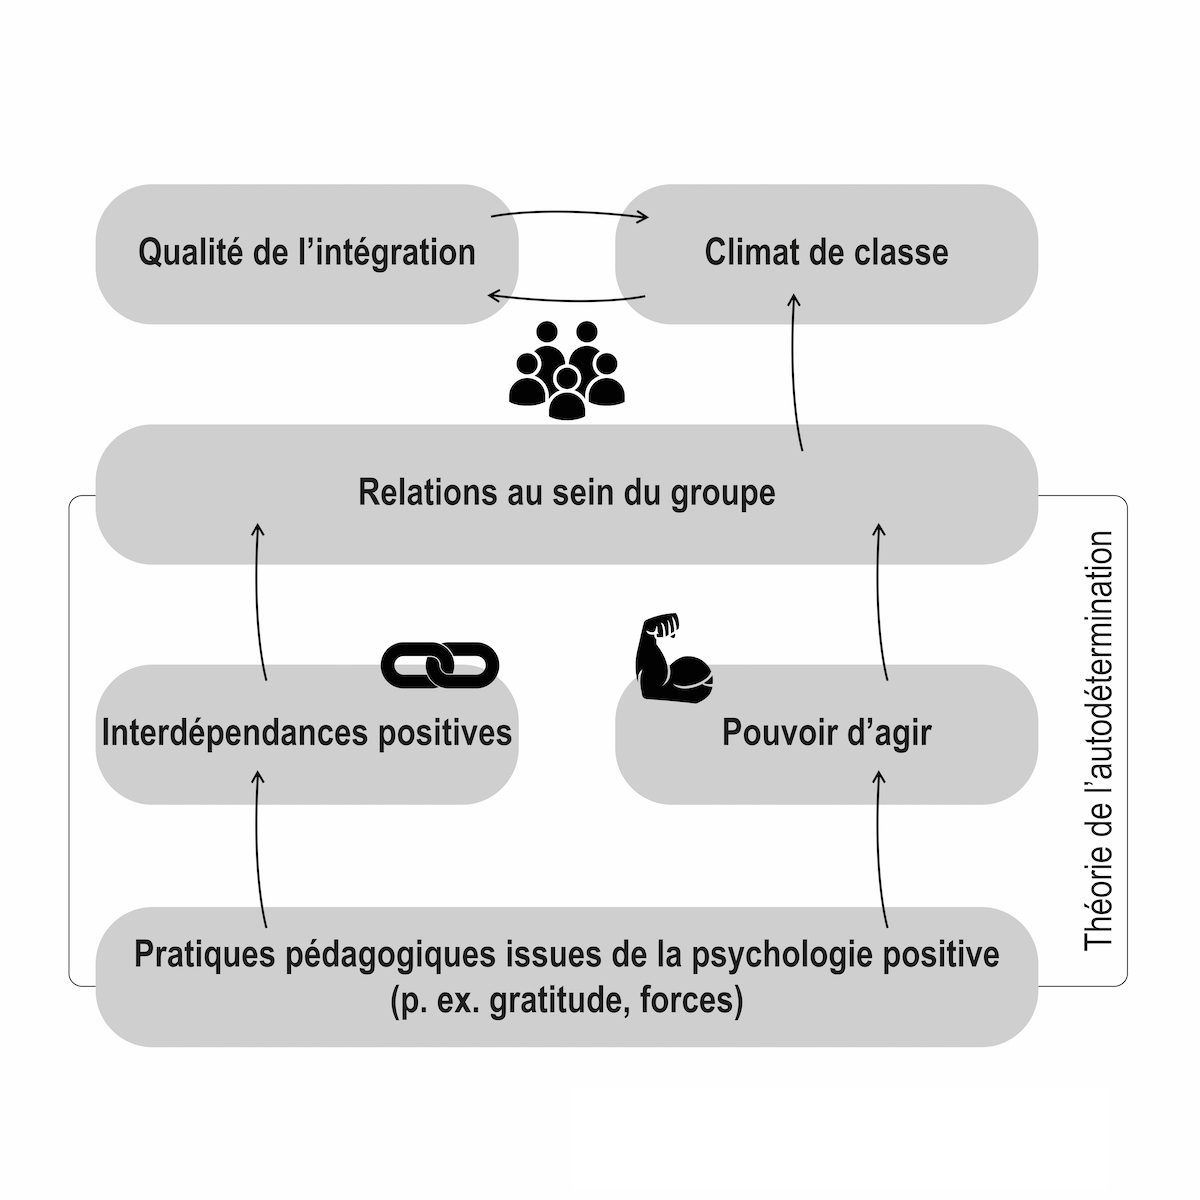 Qualité de l’intégration
Climat de classe
Relations au sein du groupe
Interdépendances positives
Pouvoir d’agir
Pratiques pédagogiques issues de la psychologie positive
(p. ex. gratitude, forces)
Théorie de l’autodétermination